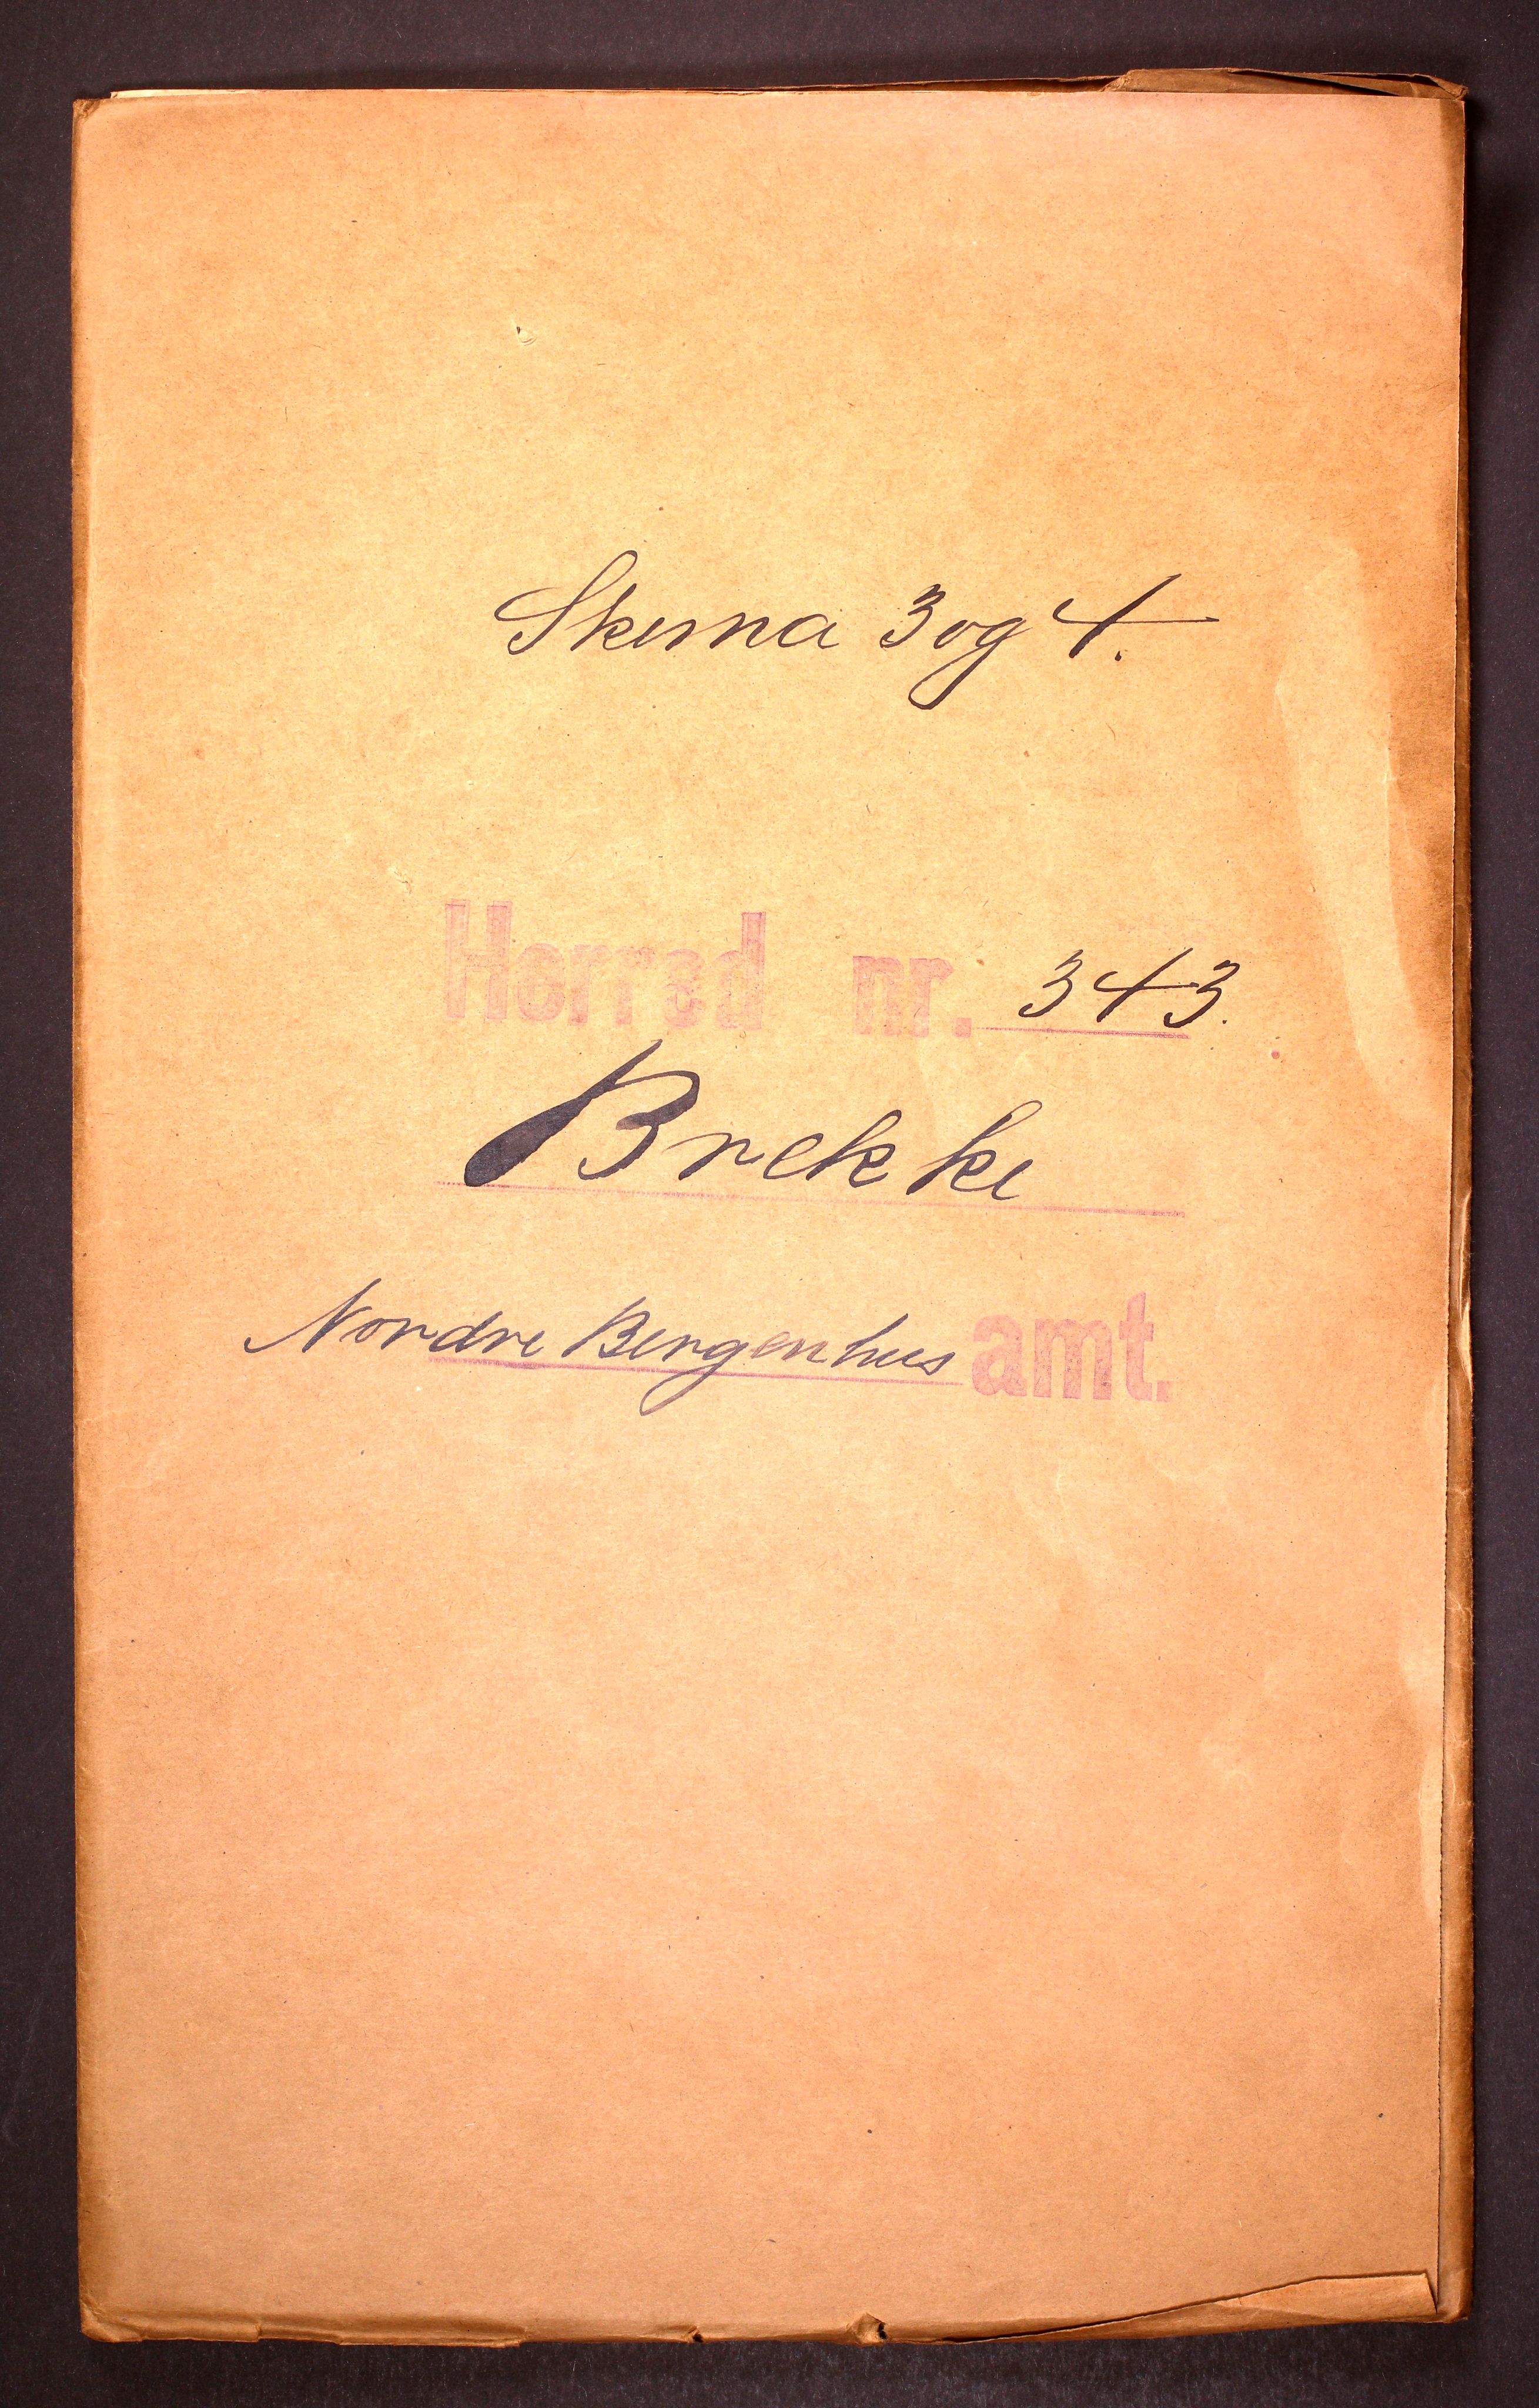 Skema 3 og 4.
Herred nr. 343.
Brekke
Nordre Bergenhus amt.